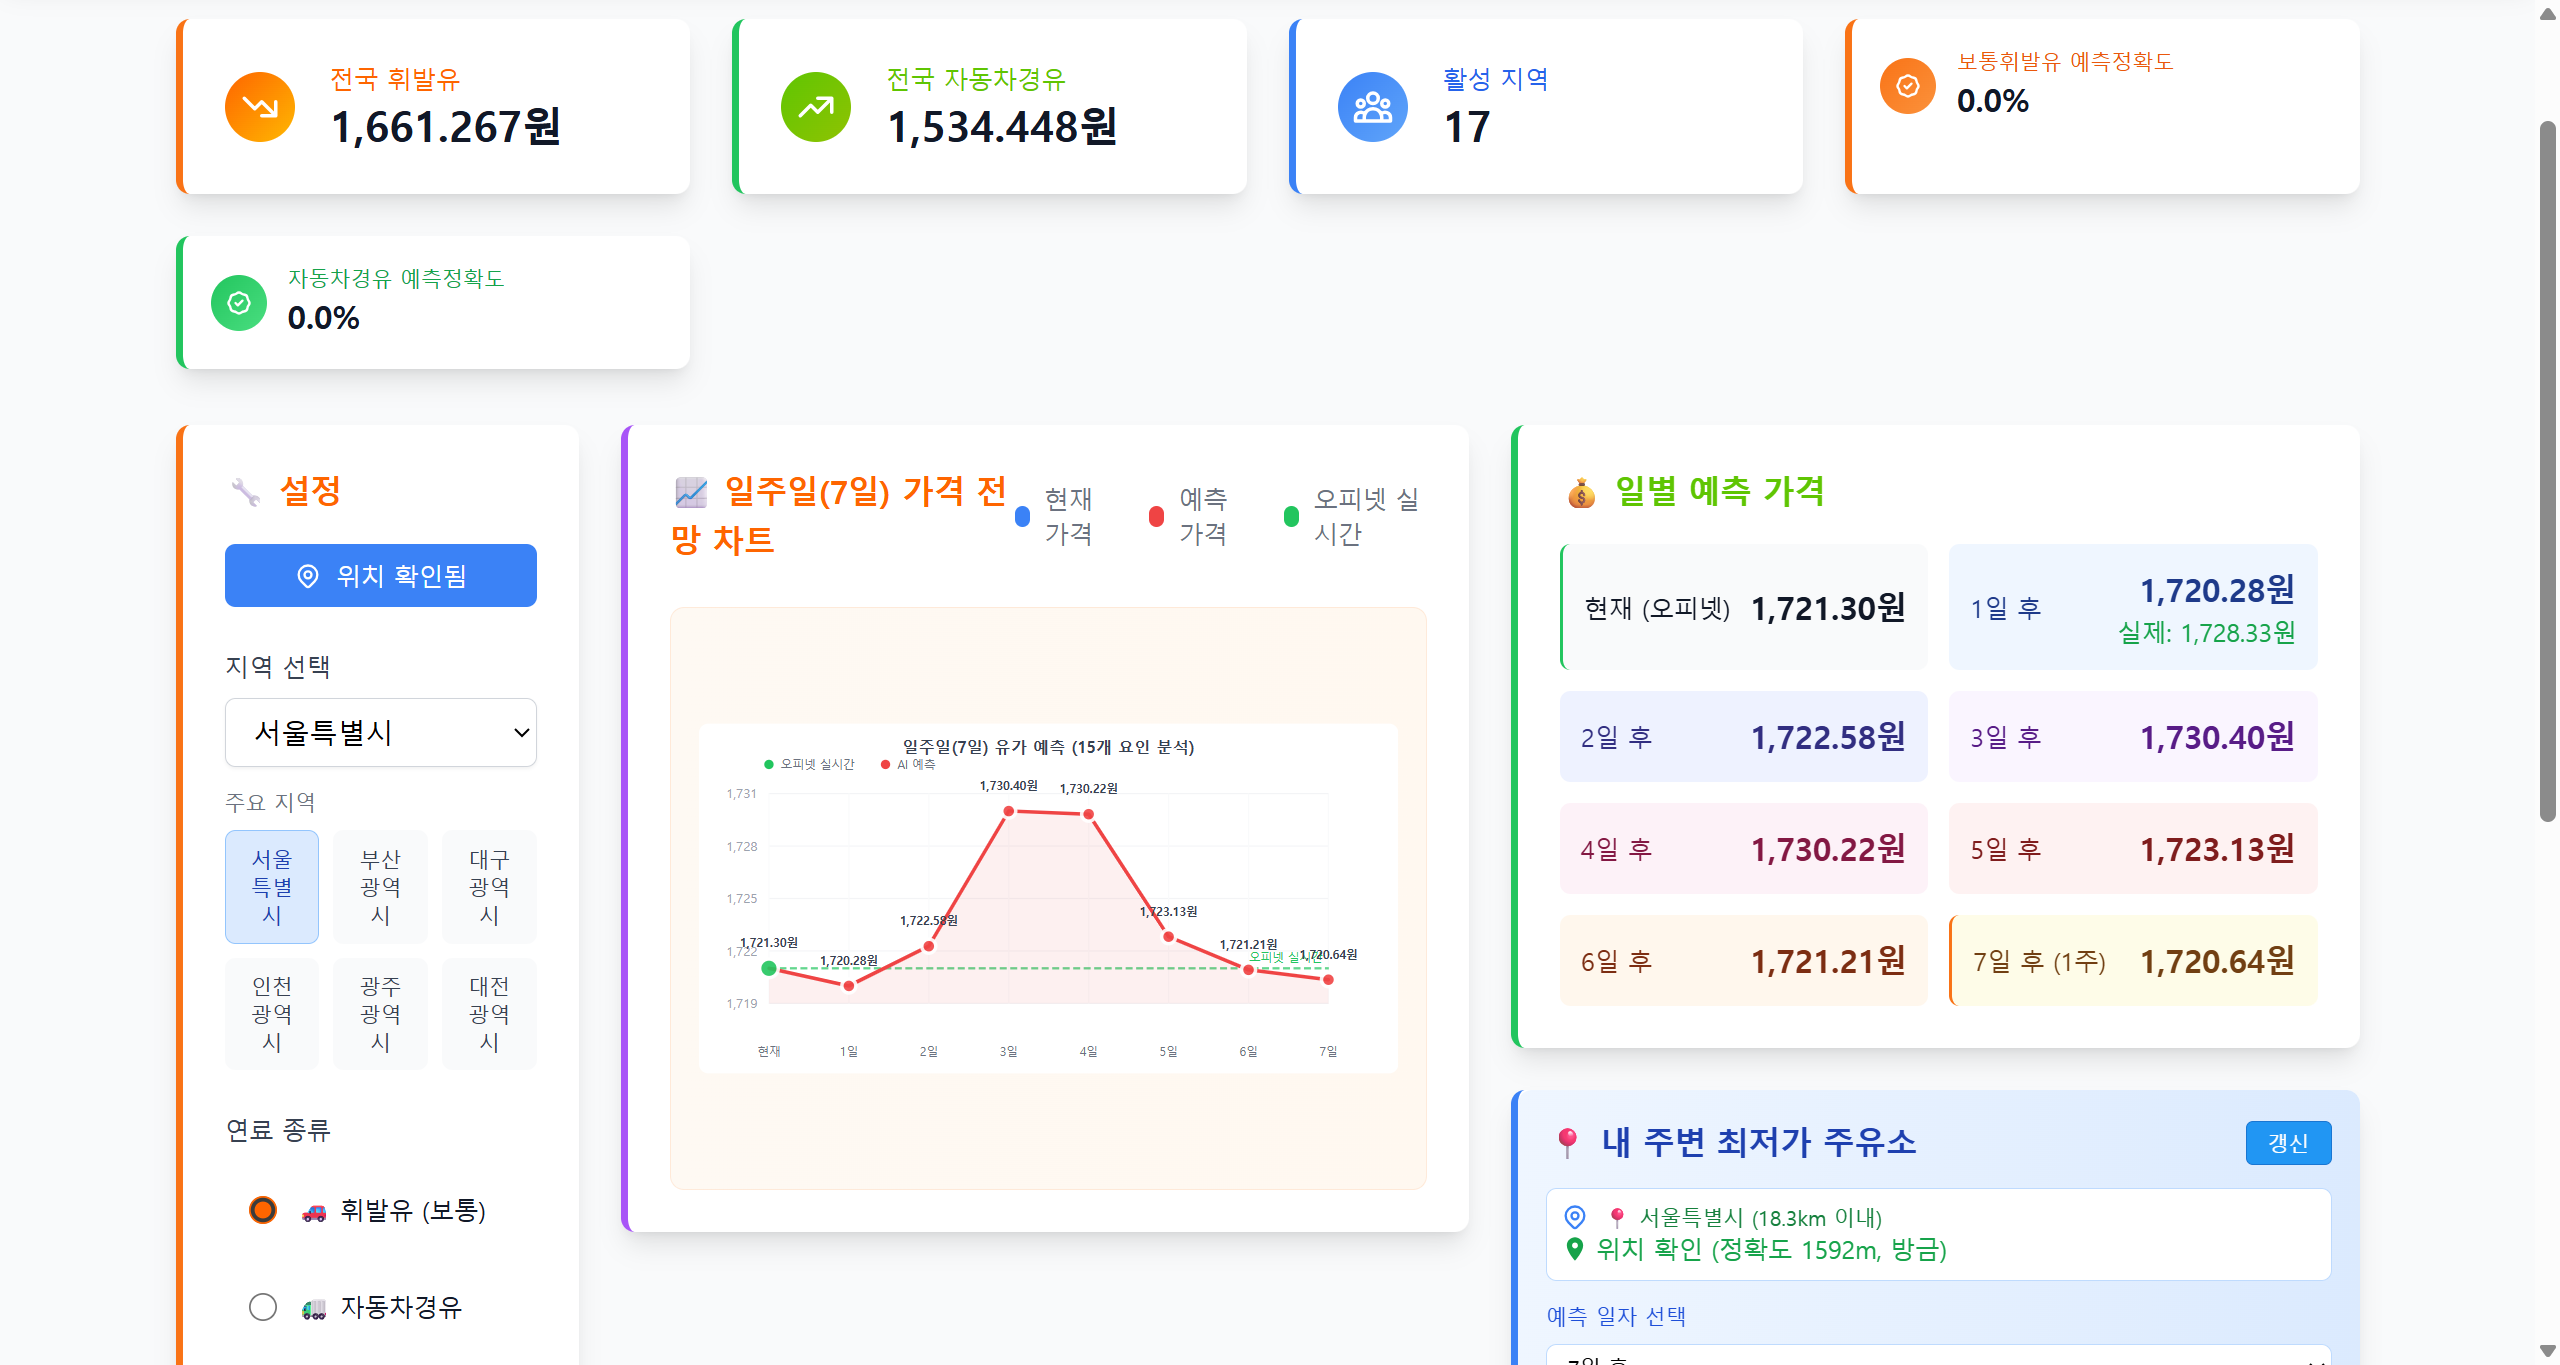 전국 휘발유
1,661.267원
전국 자동차경유
1,534.448원
활성 지역
17
보통휘발유 예측정확도
0.0%
자동차경유 예측정확도
0.0%
설정
위치 확인됨
지역 선택
서울특별시
주요 지역
서울
특별
시
부산
광역
시
대구
광역
시
인천
광역
시
광주
광역
시
대전
광역
시
연료 종류
휘발유 (보통)
자동차경유
일주일(7일) 가격 전
망 차트
현재
가격
예측
가격
오피넷 실
시간
일주일(7일) 유가 예측 (15개 요인 분석)
오피넷 실시간
AI 예측
1,731
1,728
1,725
1,722
1,719
1,721.30원
1,720.28원
1,722.58원
1,730.40원
1,730.22원
1,723.13원
1,721.21원
1,720.64원
오피넷 실시간
현재
1일
2일
3일
4일
5일
6일
7일
일별 예측 가격
현재 (오피넷) 1,721.30원
1일 후
1,720.28원
실제: 1,728.33원
2일 후 1,722.58원
3일 후 1,730.40원
4일 후 1,730.22원
5일 후 1,723.13원
6일 후 1,721.21원
7일 후 (1주) 1,720.64원
내 주변 최저가 주유소
갱신
서울특별시 (18.3km 이내)
위치 확인 (정확도 1592m, 방금)
예측 일자 선택
7일 후